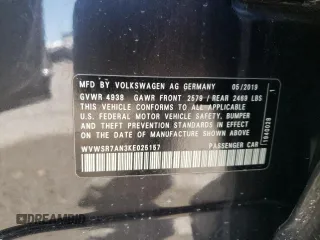 MFD BY VOLKSWAGEN AG GERMANY 05/2019
GVWR 4938 GAWR FRONT 2579 / REAR 2469 LBS
THIS VEHICLE CONFORMS TO ALL APPLICABLE
U.S. FEDERAL MOTOR VEHICLE SAFETY, BUMPER
AND THEFT PREVENTION STANDARDS IN EFFECT
ON THE DATE OF MANUFACTURE SHOWN ABOVE.
WVWSR7AN3KE025167 PASSENGER CAR
DREAMBID